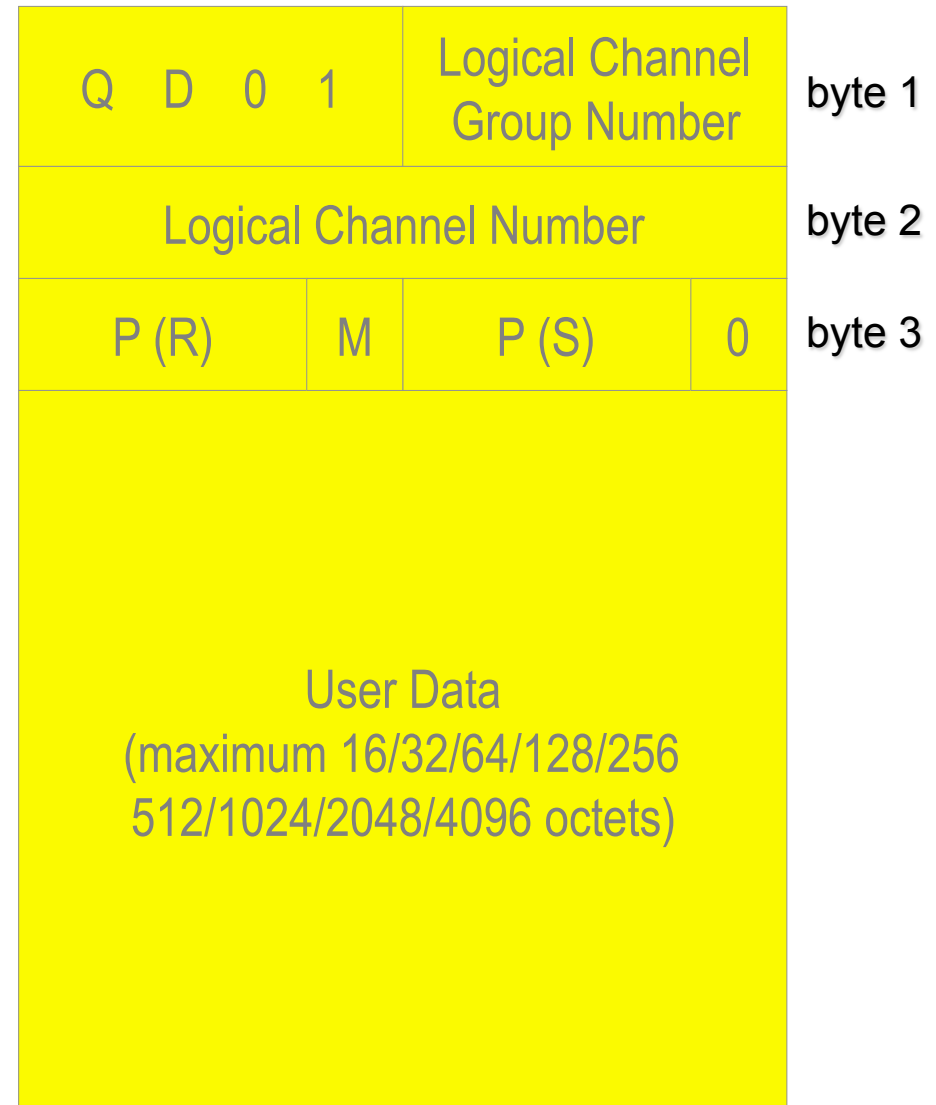 Q D 0 1
Logical Channel
Group Number
byte 1
Logical Channel Number
byte 2
P (R)
M
P (S)
0
byte 3
User Data
(maximum 16/32/64/128/256
512/1024/2048/4096 octets)